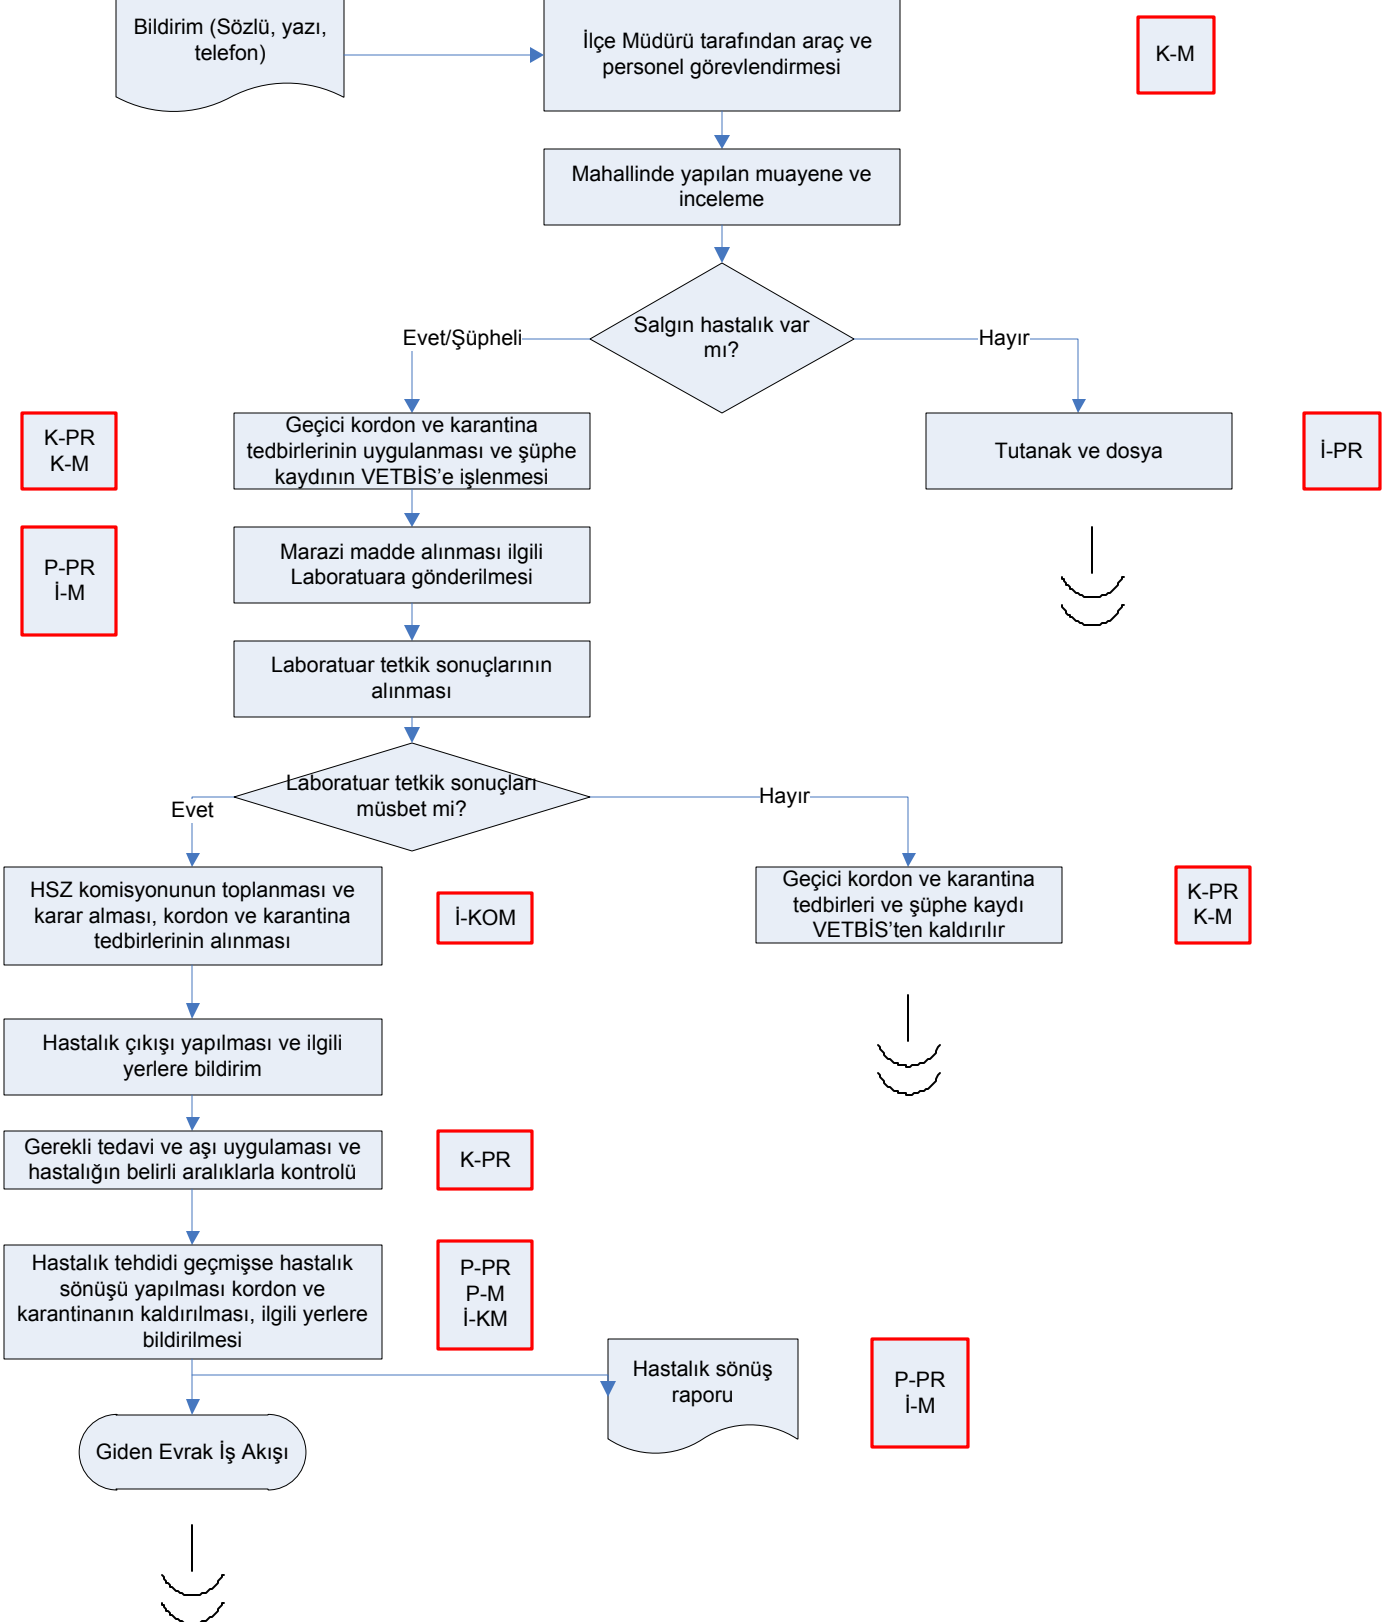 Bildirim (Sözlü, yazı,
telefon)
İlçe Müdürü tarafından araç ve
personel görevlendirmesi
K-M
Mahallinde yapılan muayene ve
inceleme
Salgın hastalık var
mı?
Evet/Şüpheli
Hayır
K-PR
K-M
Geçici kordon ve karantina
tedbirlerinin uygulanması ve şüphe
kaydının VETBİS’e işlenmesi
Tutanak ve dosya
İ-PR
P-PR
İ-M
Marazi madde alınması ilgili
Laboratuara gönderilmesi
Laboratuar tetkik sonuçlarının
alınması
Laboratuar tetkik sonuçları
müsbet mi?
Evet
Hayır
HSZ komisyonunun toplanması ve
karar alması, kordon ve karantina
tedbirlerinin alınması
İ-KOM
Geçici kordon ve karantina
tedbirleri ve şüphe kaydı
VETBİS’ten kaldırılır
K-PR
K-M
Hastalık çıkışı yapılması ve ilgili
yerlere bildirim
Gerekli tedavi ve aşı uygulaması ve
hastalığın belirli aralıklarla kontrolü
K-PR
Hastalık tehdidi geçmişse hastalık
sönüşü yapılması kordon ve
karantinanın kaldırılması, ilgili yerlere
bildirilmesi
P-PR
P-M
İ-KM
Hastalık sönüş
raporu
P-PR
İ-M
Giden Evrak İş Akışı